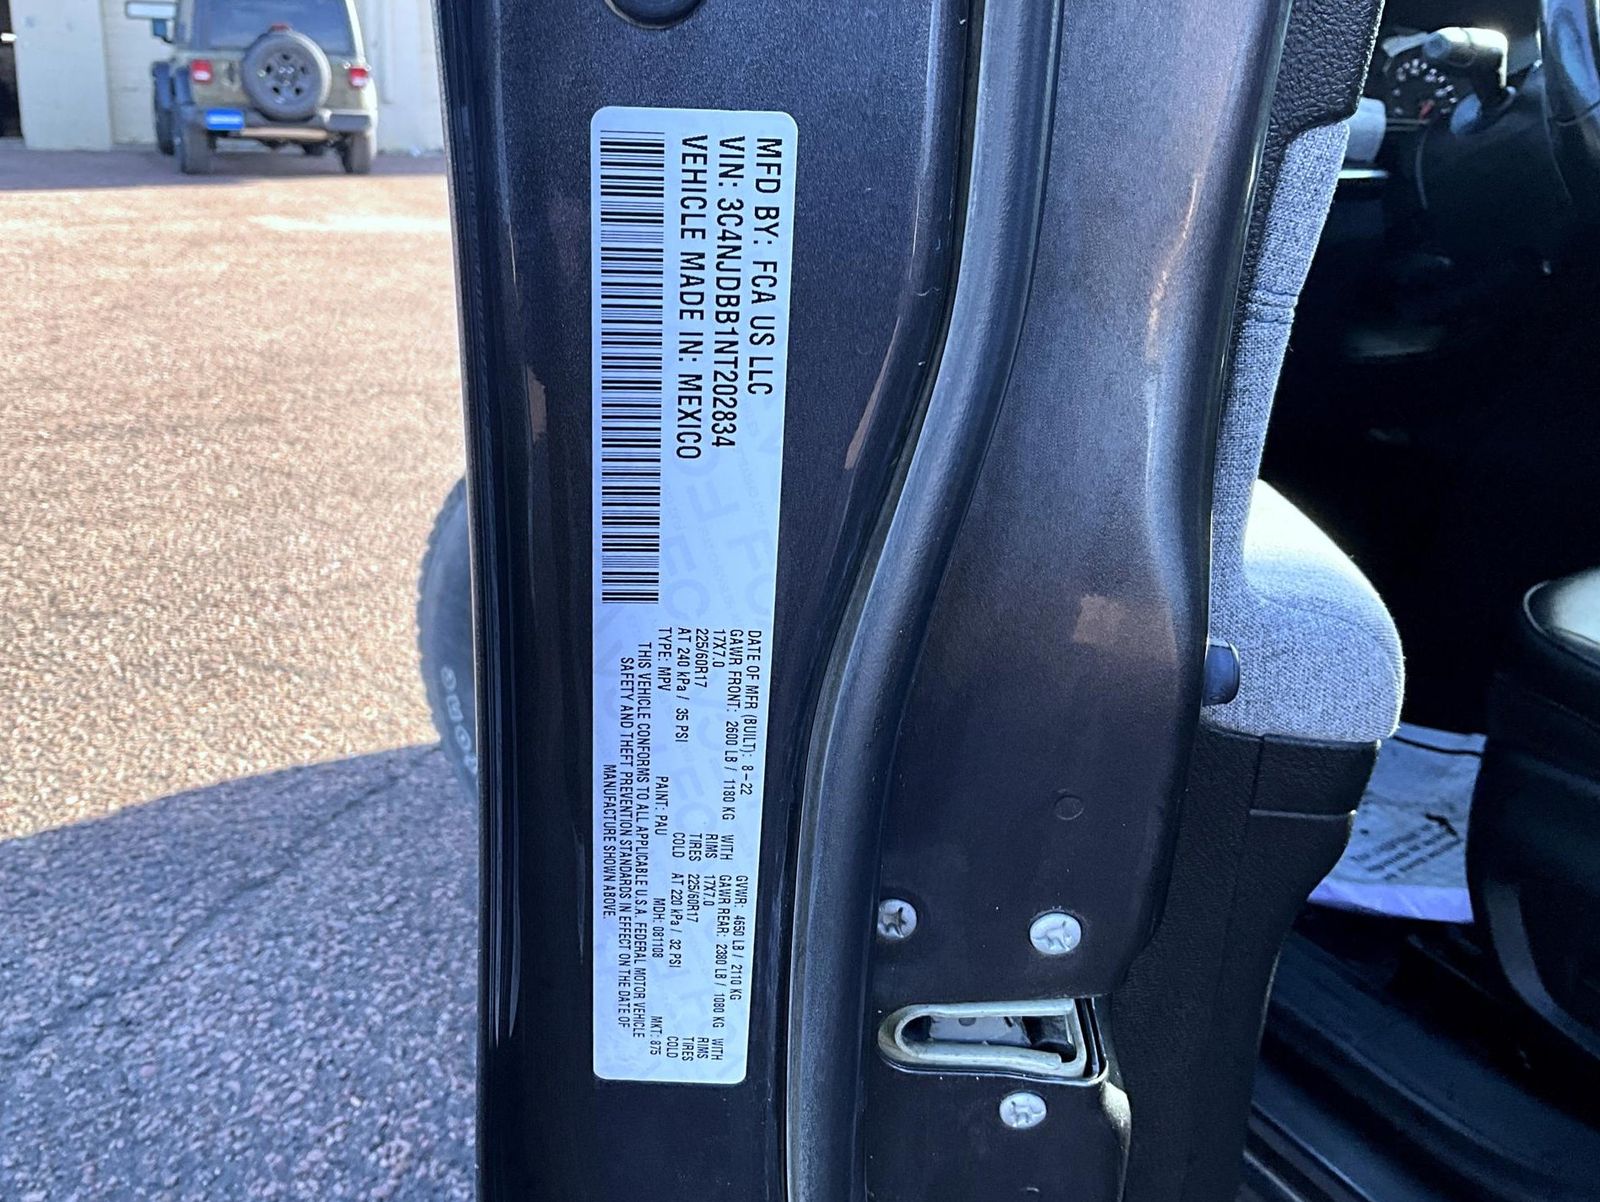 MFD BY: FCA US LLC
VIN: 3C4NJDBB1NT202834
VEHICLE MADE IN: MEXICO
DATE OF MFR (BUILT): 8-22 GVWR: 4650 LB / 2110 KG
GAWR FRONT: 2600 LB / 1180 KG WITH GAWR REAR: 2380 LB / 1080 KG WITH
17X7.0 RIMS 17X7.0 RIMS
225/60R17 TIRES 225/60R17 TIRES
AT 240 kPa / 35 PSI COLD AT 220 kPa / 32 PSI COLD
TYPE: MPV PAINT: PAU MDH: 081108 MKT: 875
THIS VEHICLE CONFORMS TO ALL APPLICABLE U.S.A. FEDERAL MOTOR VEHICLE
SAFETY AND THEFT PREVENTION STANDARDS IN EFFECT ON THE DATE OF
MANUFACTURE SHOWN ABOVE.